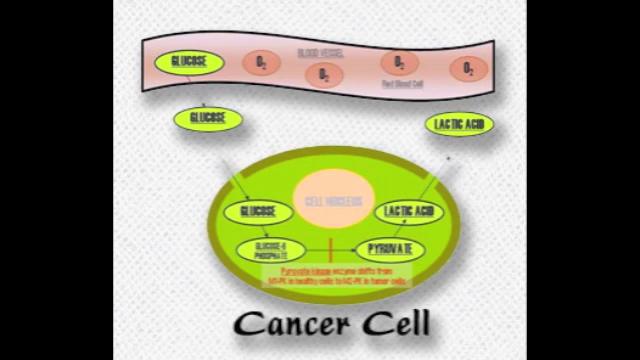 BLOOD VESSEL
GLUCOSE
O2
O2
O2
O2
Red Blood Cell
GLUCOSE
LACTIC ACID
CELL NUCLEUS
GLUCOSE
LACTIC ACID
GLUCOSE-6
PHOSPHATE
PYRUVATE
Pyruvate kinase enzyme shifts from
M1-PK in healthy cells to M2-PK in tumor cells.
Cancer Cell